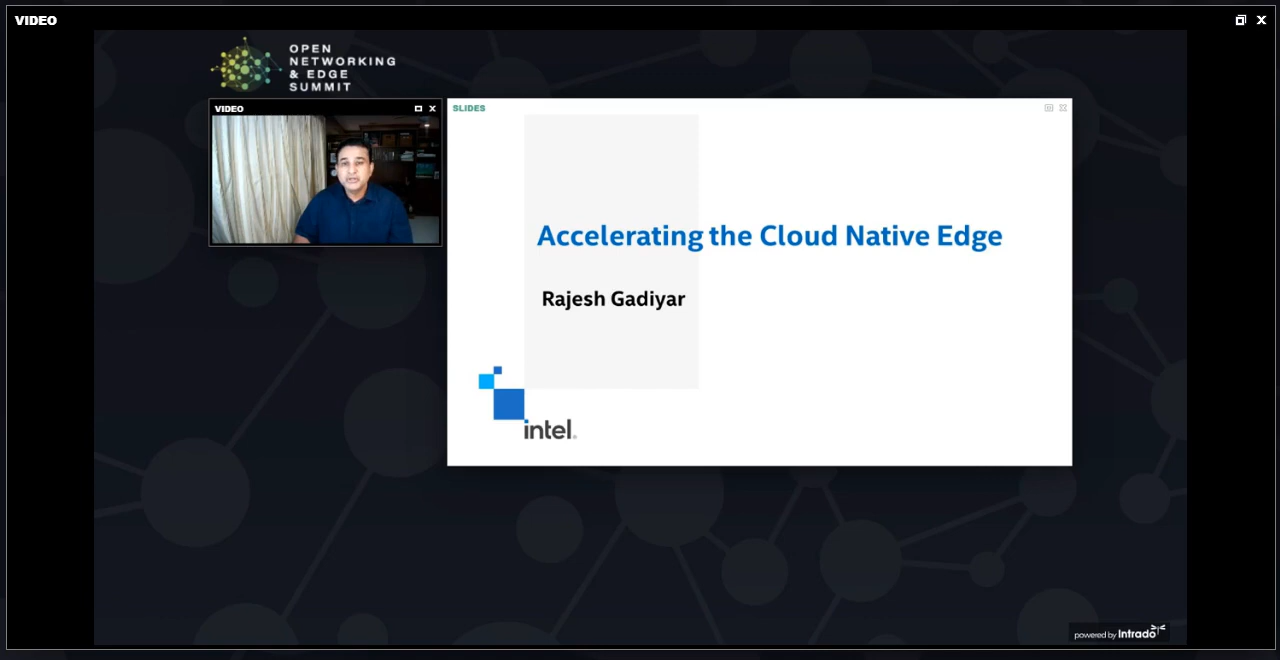 VIDEO
OPEN
NETWORKING
& EDGE
SUMMIT
VIDEO
SLIDES
Accelerating the Cloud Native Edge
Rajesh Gadiyar
intel.
powered by Intrado